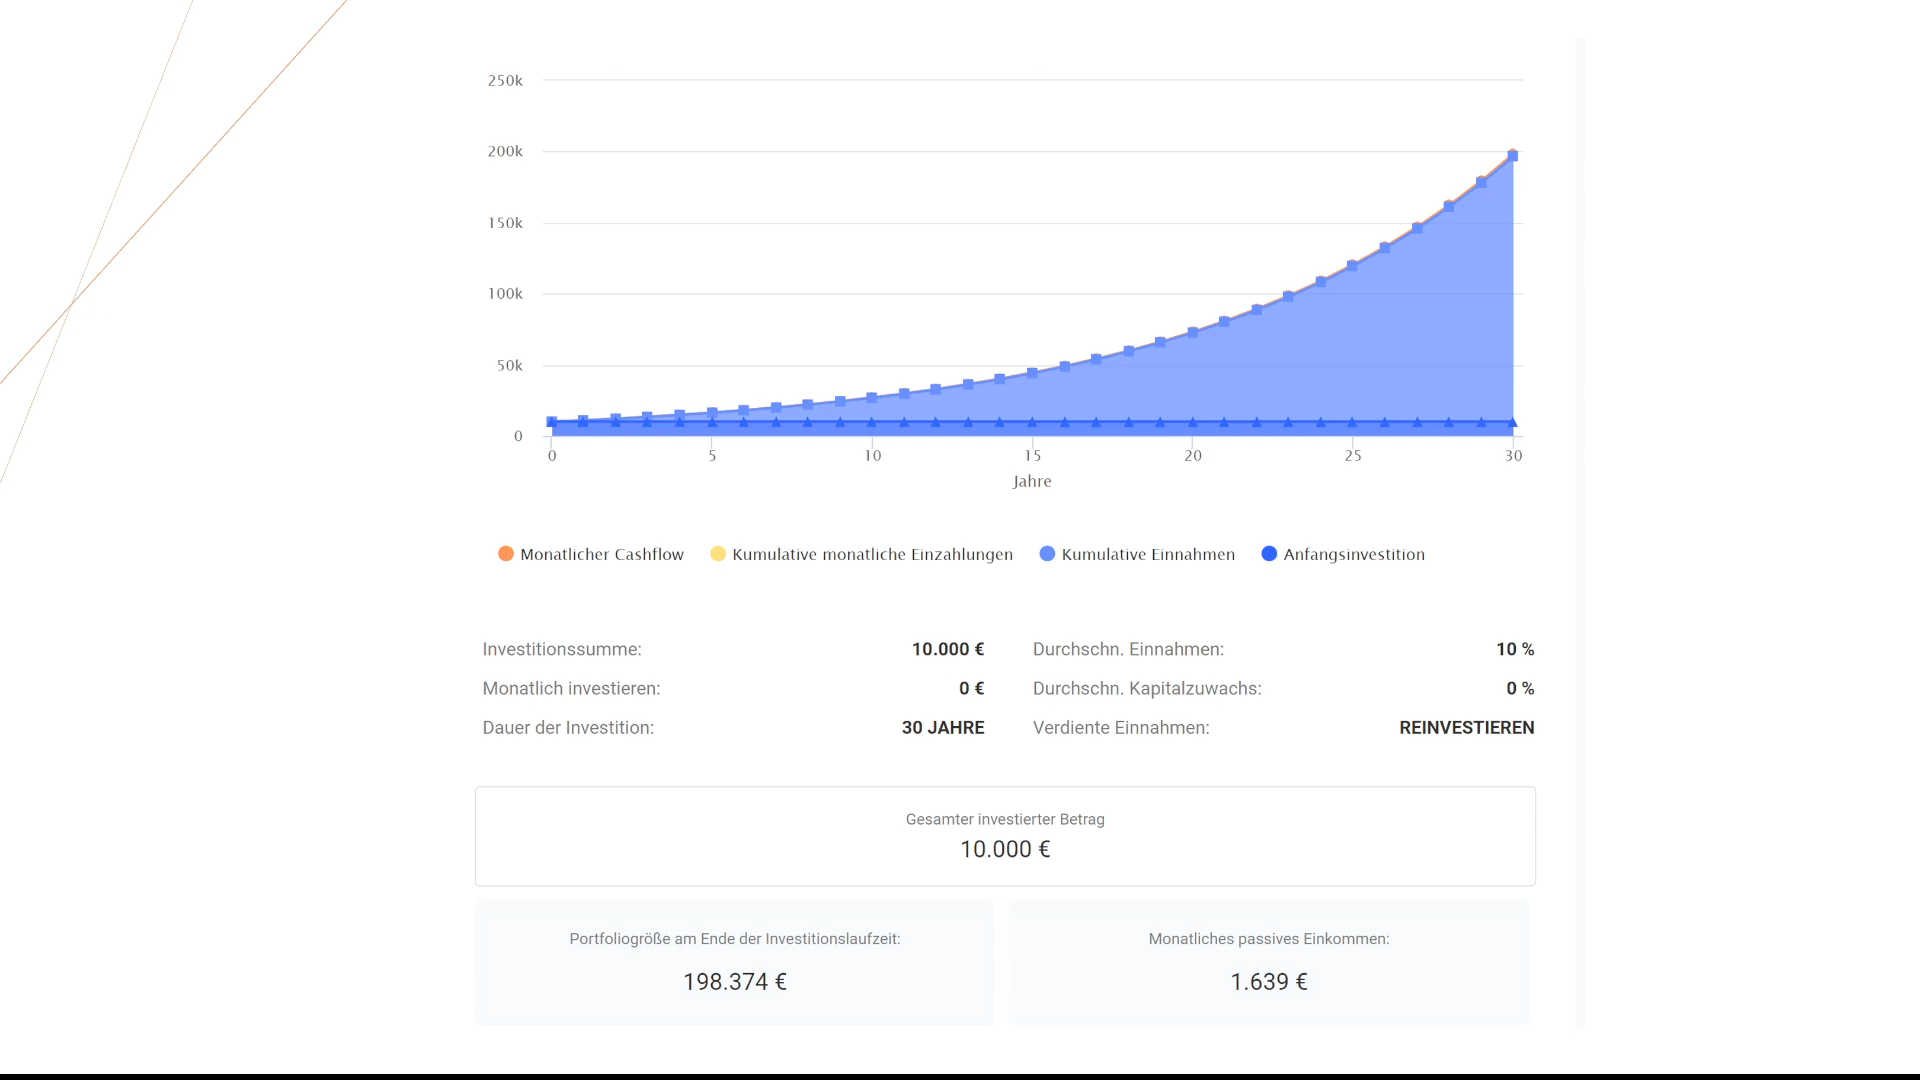 250k
200k
150k
100k
50k
0
0 5 10 15 20 25 30
Jahre
Monatlicher Cashflow Kumulative monatliche Einzahlungen Kumulative Einnahmen Anfangsinvestition
Investitionssumme: 10.000 € Durchschn. Einnahmen: 10 %
Monatlich investieren: 0 € Durchschn. Kapitalzuwachs: 0 %
Dauer der Investition: 30 JAHRE Verdiente Einnahmen: REINVESTIEREN
Gesamter investierter Betrag
10.000 €
Portfoliogröße am Ende der Investitionslaufzeit: Monatliches passives Einkommen:
198.374 € 1.639 €